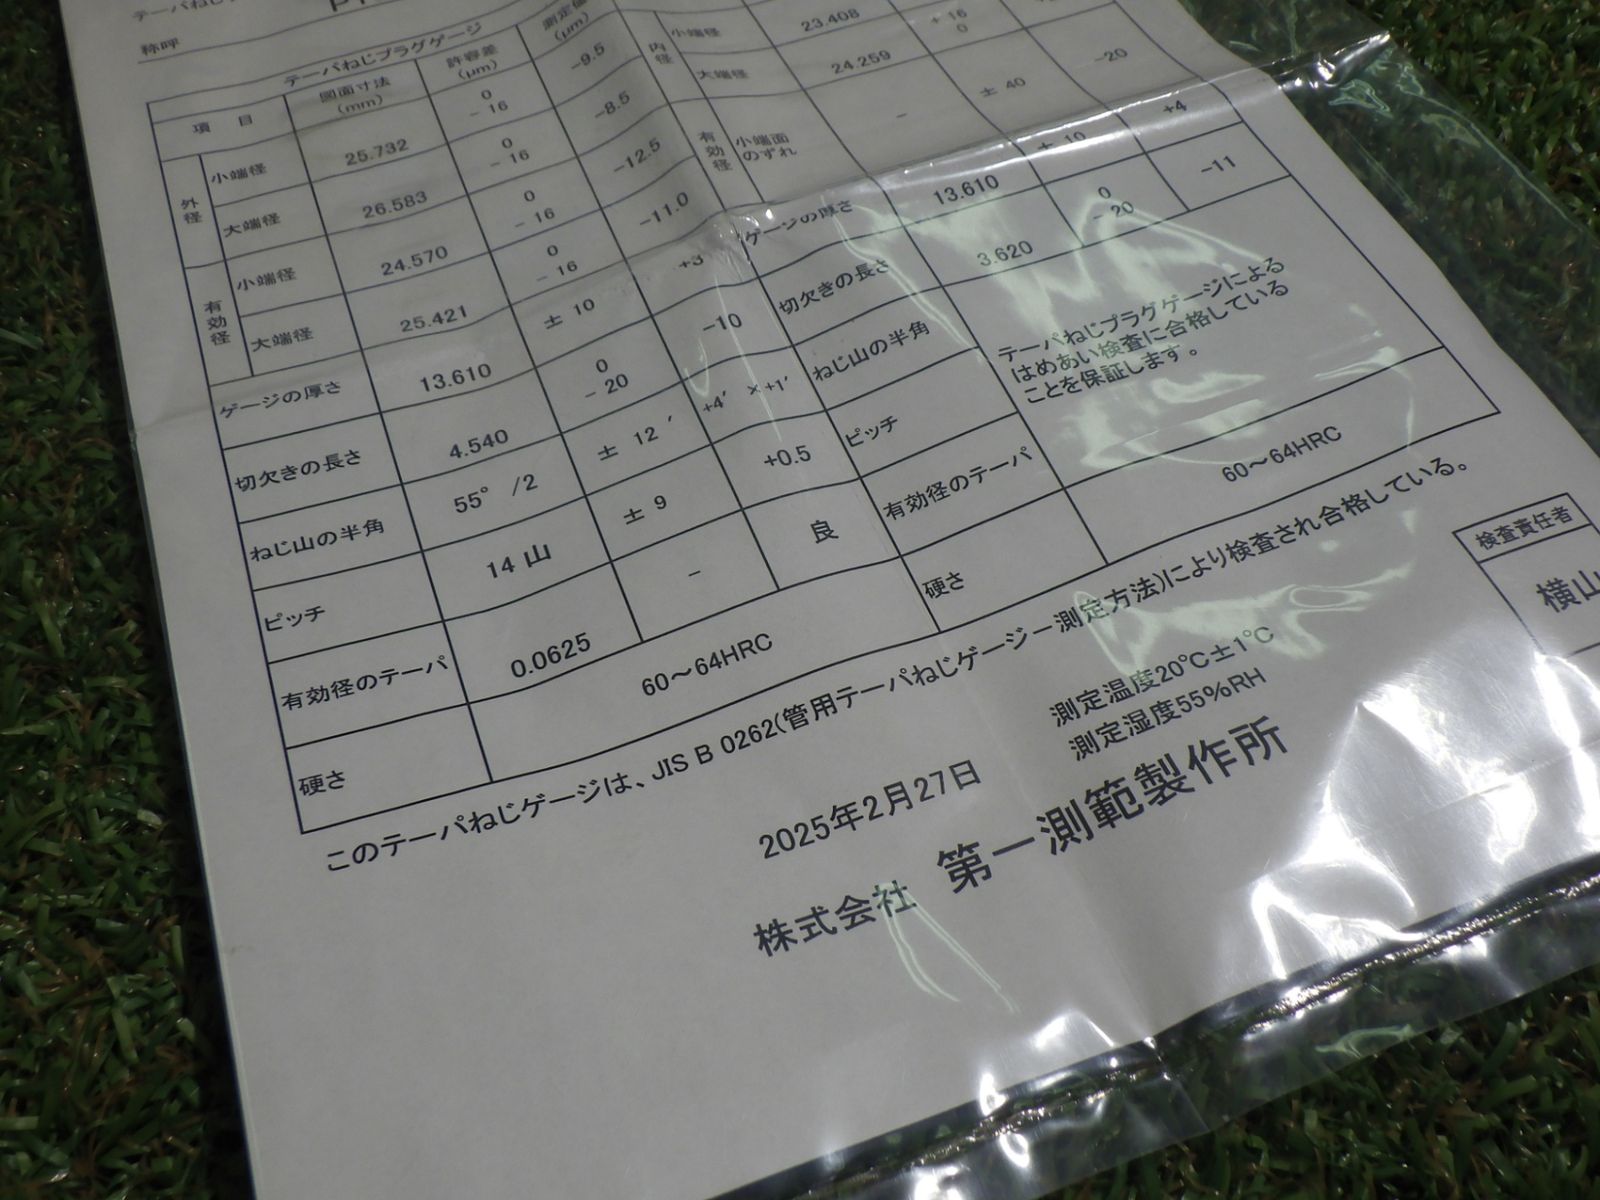 テーパねじプ
称呼
テーパねじプラグゲージ
項 目 図面寸法 (mm) 許容差 (μm) 測定値 (μm)
外径 小端径 25.732 0 -16 -9.5
大端径 26.583 0 -16 -8.5
有効径 小端径 24.570 0 -16 -12.5
大端径 25.421 0 -16 -11.0
ゲージの厚さ 13.610 ± 10 +3
切欠きの長さ 4.540 0 -20 -10
ねじ山の半角 55° /2 ± 12 ′ +4′ × +1′
ピッチ 14 山 ± 9 +0.5
有効径のテーパ 0.0625 - 良
硬さ 60～64HRC
内径 小端径 23.408 + 16 0
大端径 24.259 -20
有効径 小端面のずれ - ± 40
ゲージの厚さ 13.610 ± 10 +4
切欠きの長さ 3.620 0 -20 -11
ねじ山の半角
ピッチ
有効径のテーパ
テーパねじプラグゲージによる
はめあい検査に合格している
ことを保証します。
硬さ 60～64HRC
このテーパねじゲージは、JIS B 0262(管用テーパねじゲージー測定方法)により検査され合格している。
測定温度20℃±1℃
測定湿度55%RH
2025年2月27日
株式会社 第一測範製作所
検査責任者
横山